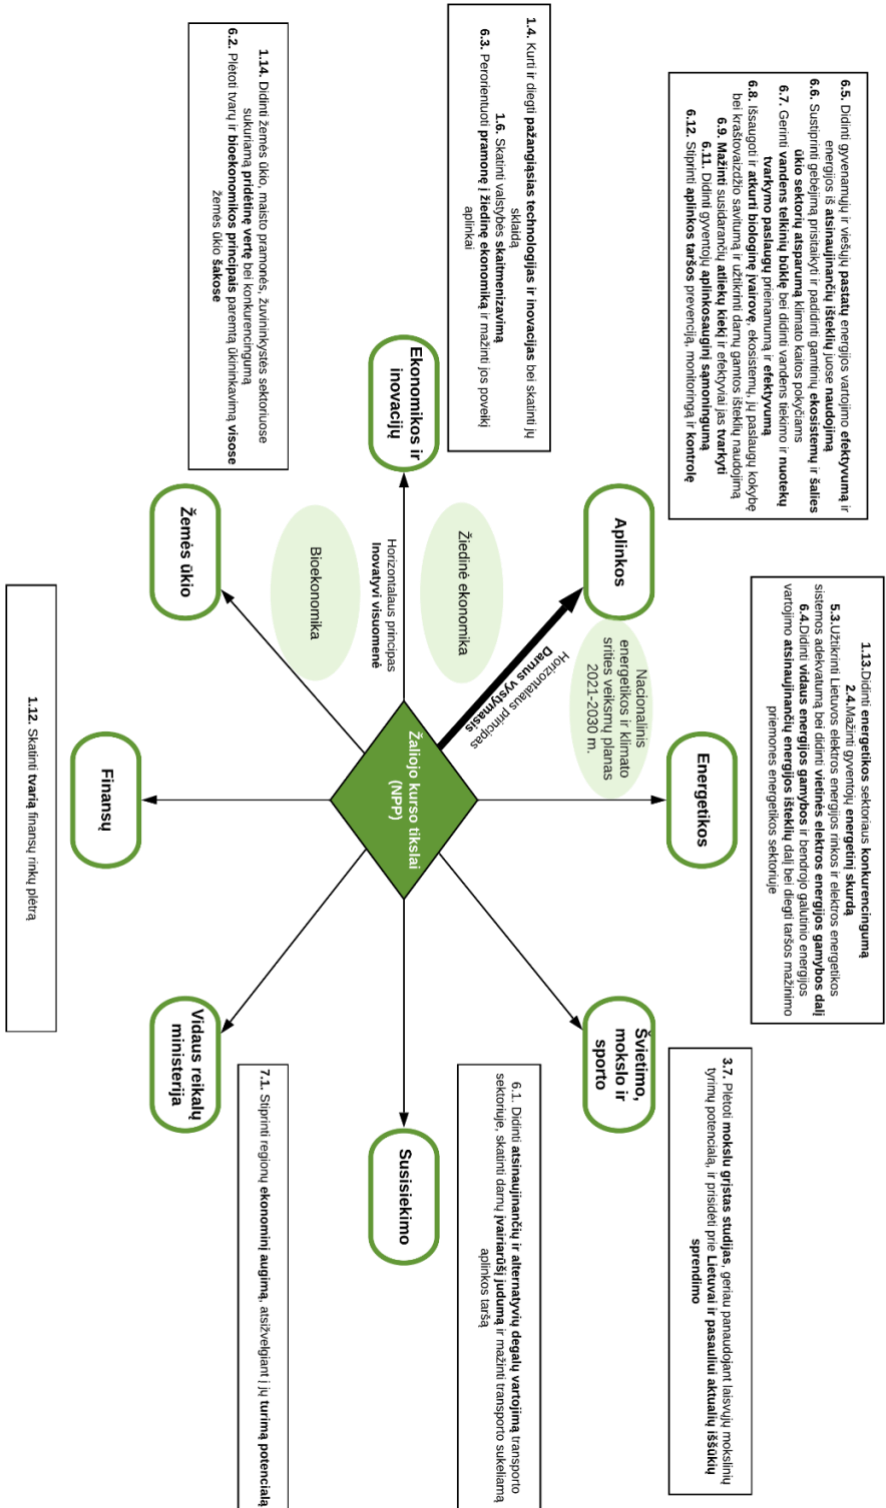 1.13.Didinti energetikos sektoriaus konkurencingumą
2.4.Mažinti gyventojų energetinį skurdą
5.3.Užtikrinti Lietuvos elektros energijos rinkos ir elektros energetikos
sistemos adekvatumą bei didinti vietinės elektros energijos gamybos dalį
6.4.Didinti vidaus energijos gamybos ir bendrojo galutinio energijos
vartojimo atsinaujinančių energijos išteklių dalį bei diegti taršos mažinimo
priemones energetikos sektoriuje
6.5. Didinti gyvenamųjų ir viešųjų pastatų energijos vartojimo efektyvumą ir
energijos iš atsinaujinančių išteklių juose naudojimą
6.6. Sustiprinti gebėjimą prisitaikyti ir padidinti gamtinių ekosistemų ir šalies
ūkio sektorių atsparumą klimato kaitos pokyčiams
6.7. Gerinti vandens telkinių būklę bei didinti vandens tiekimo ir nuotekų
tvarkymo paslaugų prieinamumą ir efektyvumą
6.8. Išsaugoti ir atkurti biologinę įvairovę, ekosistemų, jų paslaugų kokybę
bei kraštovaizdžio savitumą ir užtikrinti darnų gamtos išteklių naudojimą
6.9. Mažinti susidarančių atliekų kiekį ir efektyviai jas tvarkyti
6.11. Didinti gyventojų aplinkosauginį sąmoningumą
6.12. Stiprinti aplinkos taršos prevenciją, monitoringą ir kontrolę
3.7. Plėtoti mokslu grįstas studijas, geriau panaudojant laisvųjų mokslinių
tyrimų potencialą, ir prisidėti prie Lietuvai ir pasauliui aktualių iššūkių
sprendimo
Energetikos
Aplinkos
Švietimo,
mokslo ir
sporto
Nacionalinis
energetikos ir klimato
srities veiksmų planas
2021-2030 m.
Horizontalaus principas
Darnus vystymasis
1.4. Kurti ir diegti pažangiąsias technologijas ir inovacijas bei skatinti jų
sklaidą
1.6. Skatinti valstybės skaitmenizavimą
6.3. Perorientuoti pramonę į žiedinę ekonomiką ir mažinti jos poveikį
aplinkai
Žiedinė ekonomika
6.1. Didinti atsinaujinančių ir alternatyvių degalų vartojimą transporto
sektoriuje, skatinti darnų įvairiarūšį judumą ir mažinti transporto sukeliamą
aplinkos taršą
Ekonomikos ir
inovacijų
Horizontalaus principas
Inovatyvi visuomenė
Žaliojo kurso tikslai
(NPP)
Susisiekimo
Bioekonomika
1.14. Didinti žemės ūkio, maisto pramonės, žuvininkystės sektoriuose
sukuriamą pridėtinę vertę bei konkurencingumą
6.2. Plėtoti tvarų ir bioekonomikos principais paremtą ūkininkavimą visose
žemės ūkio šakose
7.1. Stiprinti regionų ekonominį augimą, atsižvelgiant į jų turimą potencialą
Žemės ūkio
Vidaus reikalų
ministerija
Finansų
1.12. Skatinti tvarią finansų rinkų plėtrą